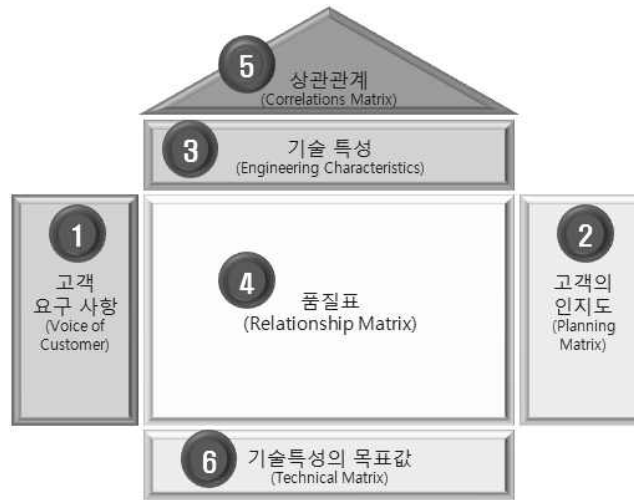 5
상관관계
(Correlations Matrix)
3
기술 특성
(Engineering Characteristics)
1
고객
요구 사항
(Voice of
Customer)
4
품질표
(Relationship Matrix)
2
고객의
인지도
(Planning
Matrix)
6
기술특성의 목표값
(Technical Matrix)